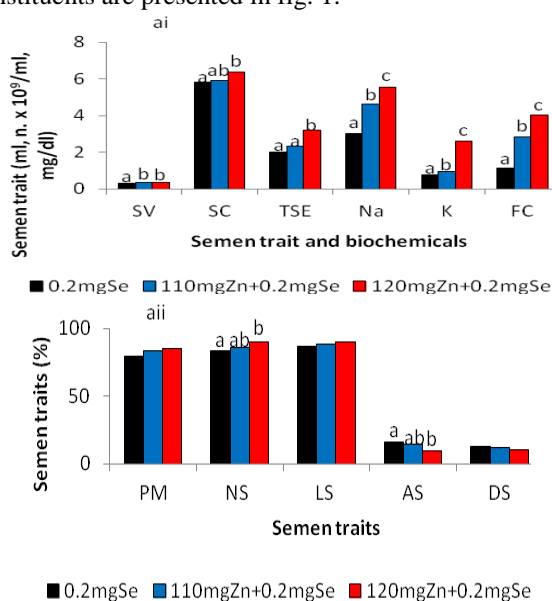 nstituents are presented in fig. 1.
ai
Semen trait (ml, n. x 10⁹/ml, mg/dl)
8
6
4
2
0
a b b
a ab b
a a b
a b c
a b c
a b c
SV SC TSE Na K FC
Semen trait and biochemicals
0.2mgSe 110mgZn+0.2mgSe 120mgZn+0.2mgSe
aii
Semen traits (%)
100
50
0
a ab b
a ab b
PM NS LS AS DS
Semen traits
0.2mgSe 110mgZn+0.2mgSe 120mgZn+0.2mgSe